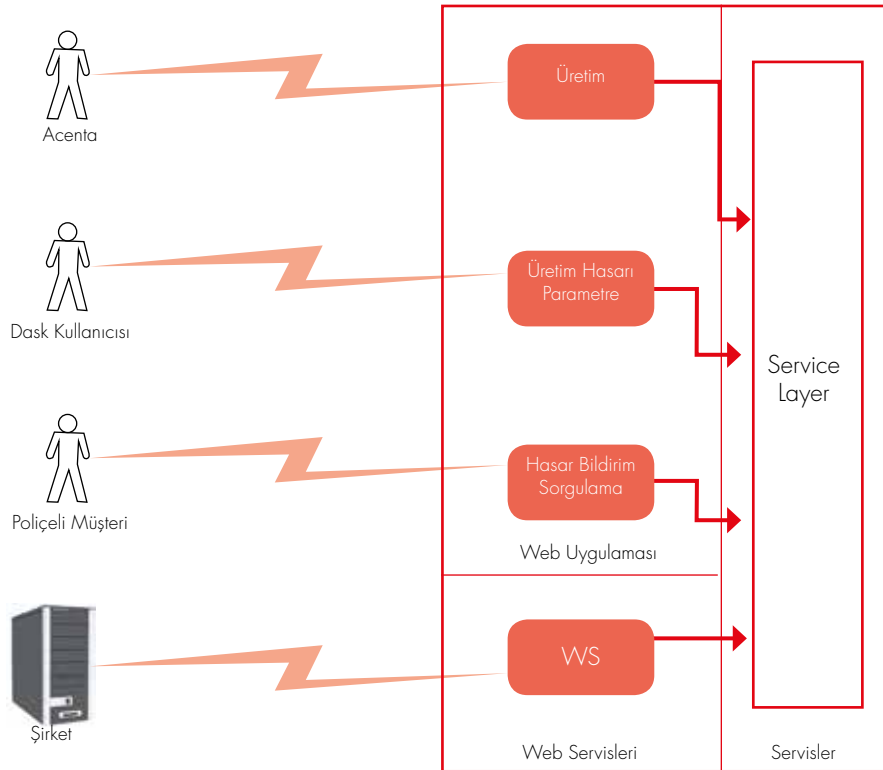 Acenta
Üretim
Dask Kullanıcısı
Üretim Hasarı
Parametre
Service
Layer
Poliçeli Müşteri
Hasar Bildirim
Sorgulama
Web Uygulaması
Şirket
WS
Web Servisleri
Servisler